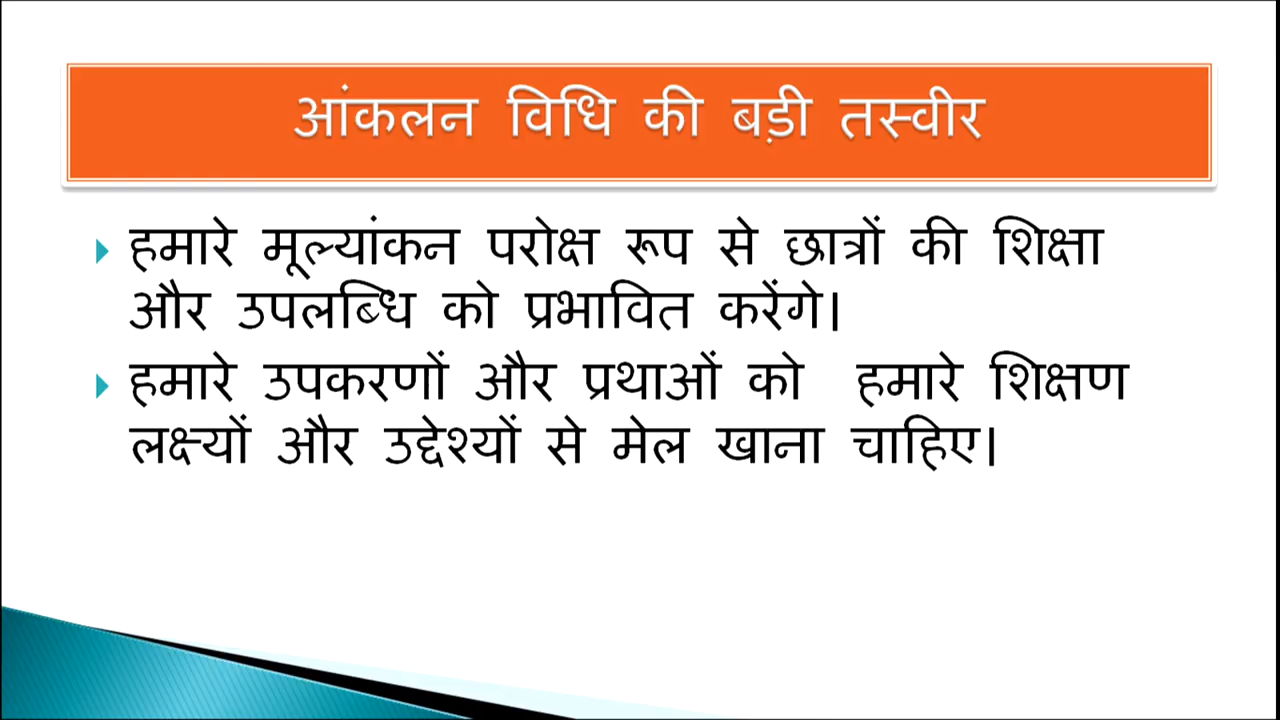 आंकलन विधि की बड़ी तस्वीर
हमारे मूल्यांकन परोक्ष रूप से छात्रों की शिक्षा
और उपलब्धि को प्रभावित करेंगे।
हमारे उपकरणों और प्रथाओं को हमारे शिक्षण
लक्ष्यों और उद्देश्यों से मेल खाना चाहिए।